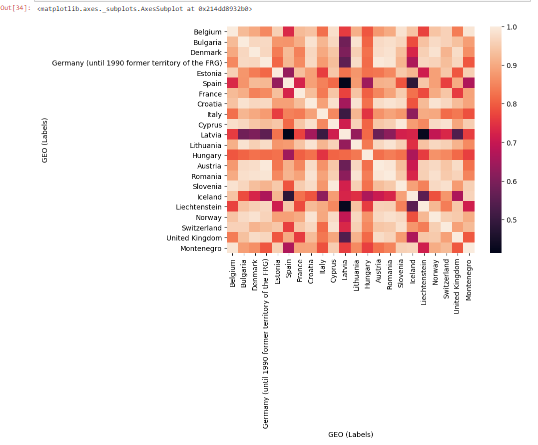 Out[34]: <matplotlib.axes._subplots.AxesSubplot at 0x214dd8932b0>
GEO (Labels)
Belgium
Bulgaria
Denmark
Germany (until 1990 former territory of the FRG)
Estonia
Spain
France
Croatia
Italy
Cyprus
Latvia
Lithuania
Hungary
Austria
Romania
Slovenia
Iceland
Liechtenstein
Norway
Switzerland
United Kingdom
Montenegro
1.0
0.9
0.8
0.7
0.6
0.5
Belgium
Bulgaria
Denmark
Germany (until 1990 former territory of the FRG)
Estonia
Spain
France
Croatia
Italy
Cyprus
Latvia
Lithuania
Hungary
Austria
Romania
Slovenia
Iceland
Liechtenstein
Norway
Switzerland
United Kingdom
Montenegro
GEO (Labels)